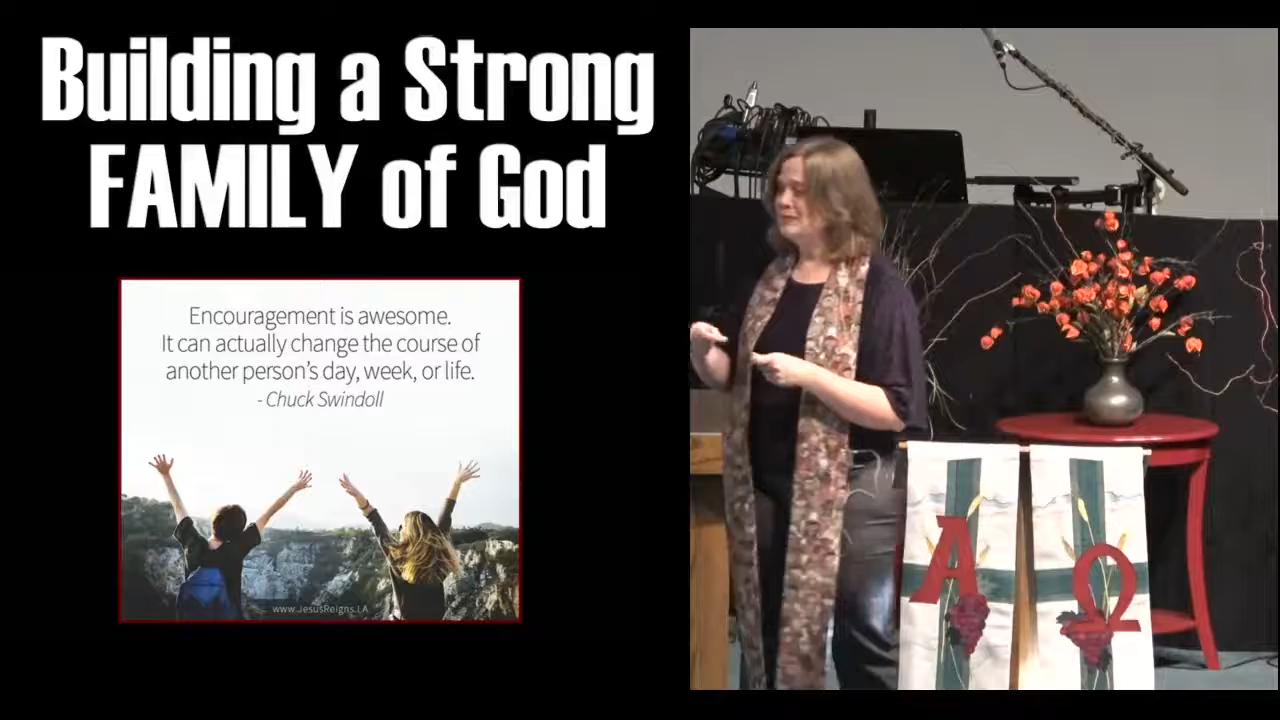 Building a Strong
FAMILY of God
Encouragement is awesome.
It can actually change the course of
another person's day, week, or life.
- Chuck Swindoll
www.JesusReigns.LA
Α
Ω